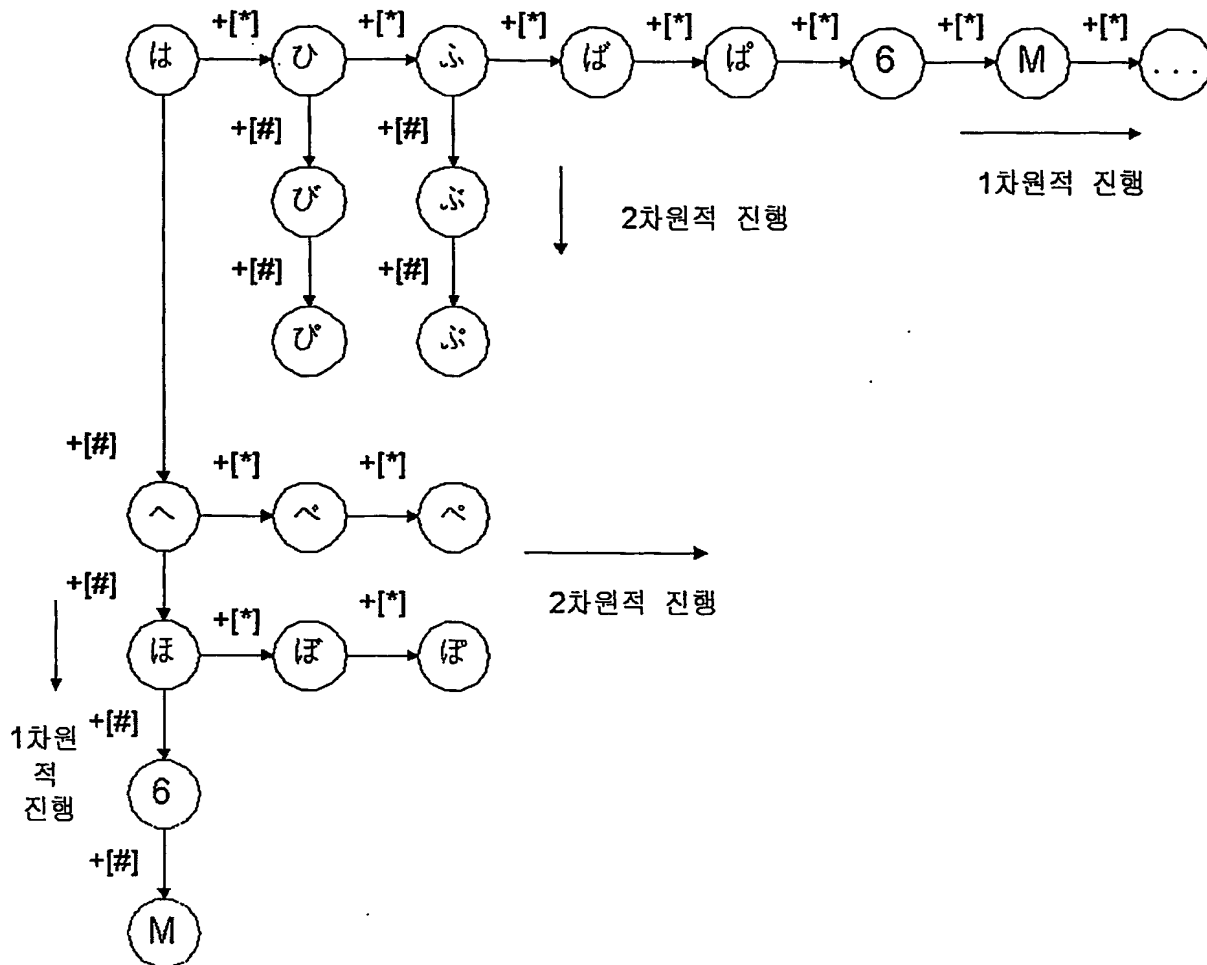 +[*] +[*] +[*] +[*] +[*] +[*] +[*]
は ひ ふ ば ぱ 6 M ...
+[#] +[#]
1차원적 진행
び ぶ
2차원적 진행
+[#] +[#]
ぴ ぷ
+[#] +[*] +[*]
へ べ ぺ
2차원적 진행
+[#] +[*] +[*]
ほ ぼ ぽ
+[#]
1차원
적
진행
6
+[#]
M